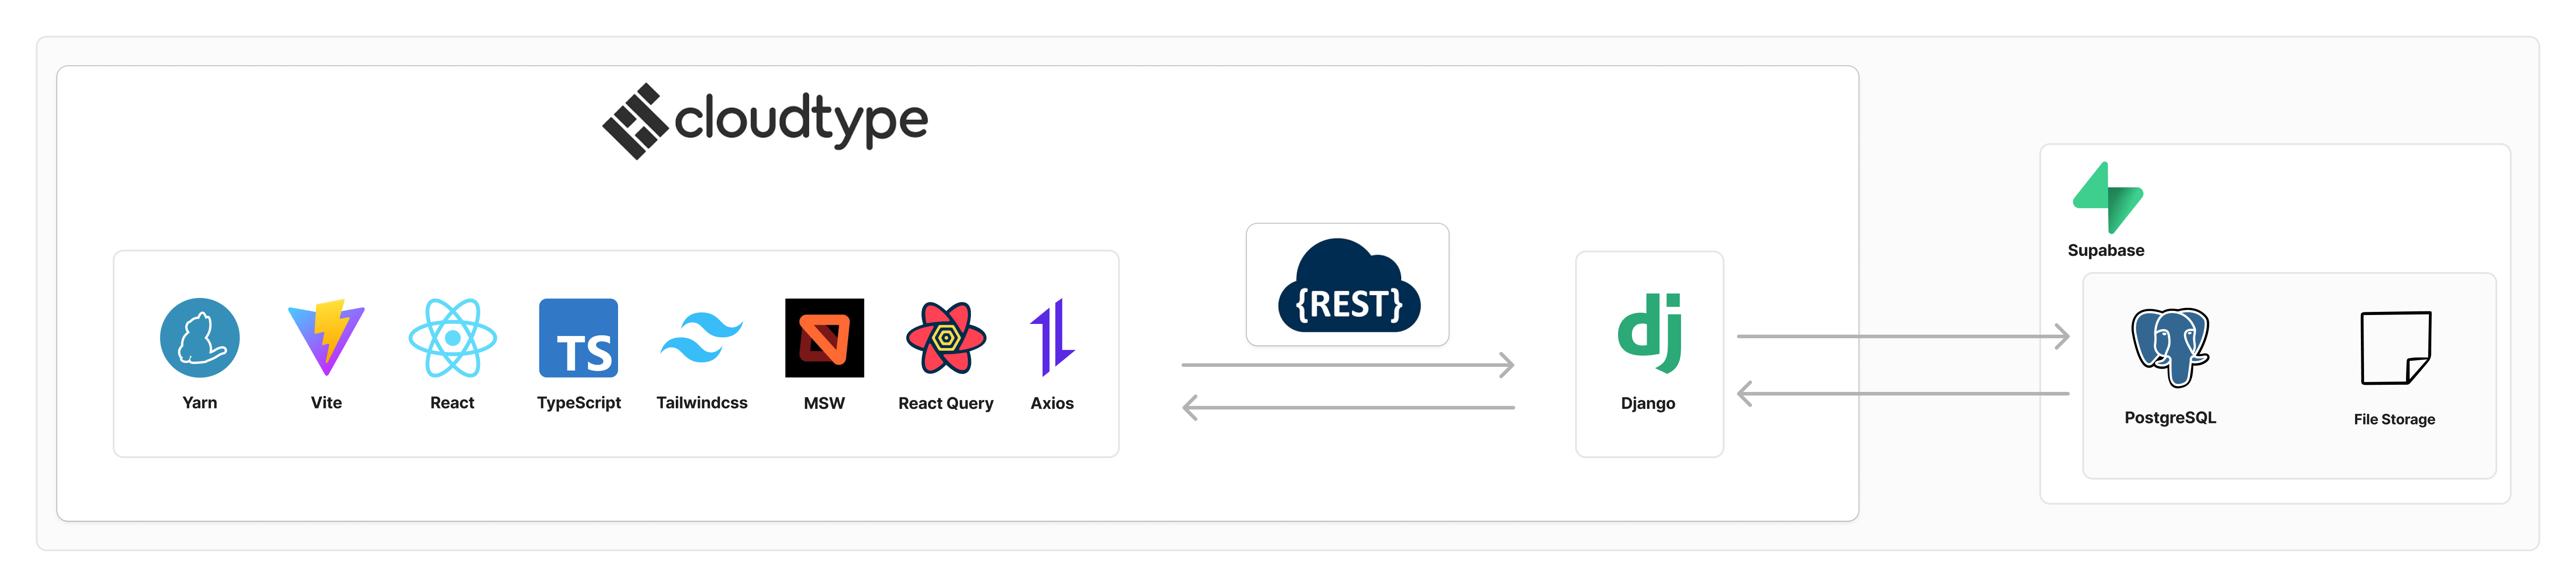 cloudtype
{REST}
TS
dj
Yarn
Vite
React
TypeScript
Tailwindcss
MSW
React Query
Axios
Django
Supabase
PostgreSQL
File Storage